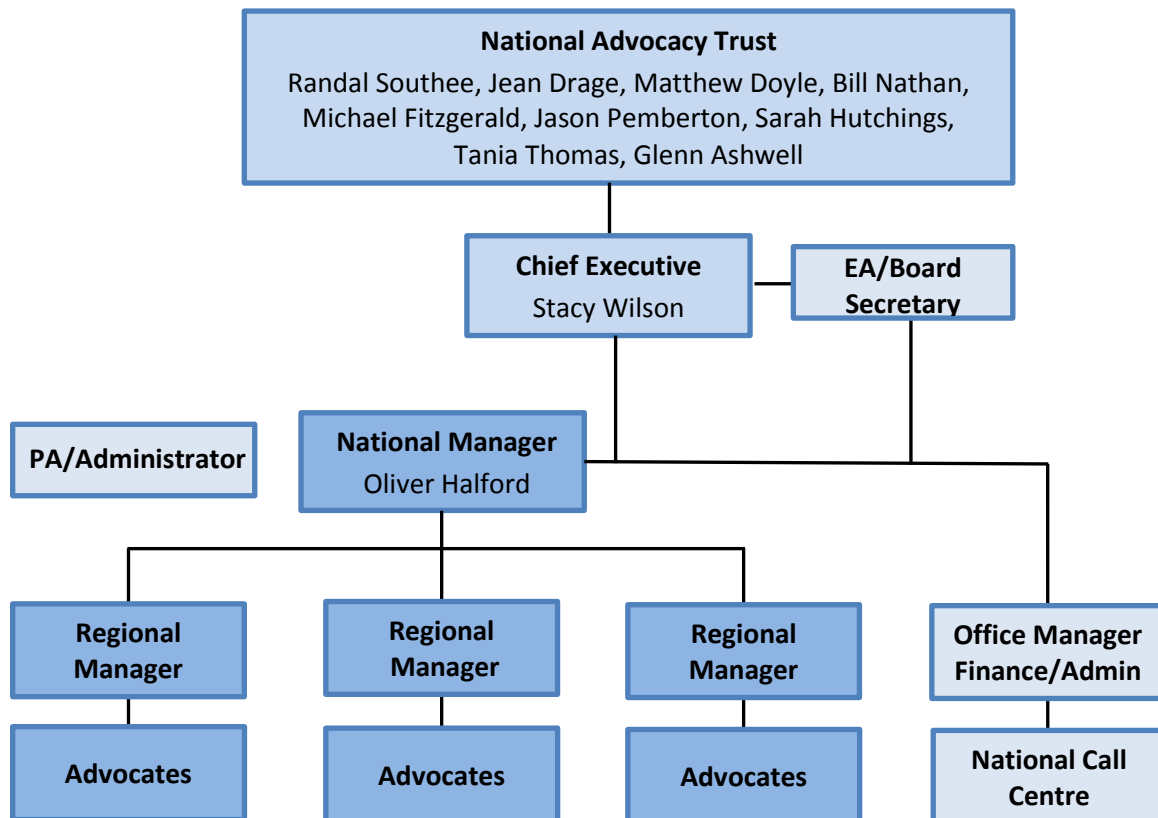 National Advocacy Trust
Randal Southee, Jean Drage, Matthew Doyle, Bill Nathan,
Michael Fitzgerald, Jason Pemberton, Sarah Hutchings,
Tania Thomas, Glenn Ashwell
Chief Executive
Stacy Wilson
EA/Board
Secretary
PA/Administrator
National Manager
Oliver Halford
Regional
Manager
Regional
Manager
Regional
Manager
Office Manager
Finance/Admin
Advocates
Advocates
Advocates
National Call
Centre